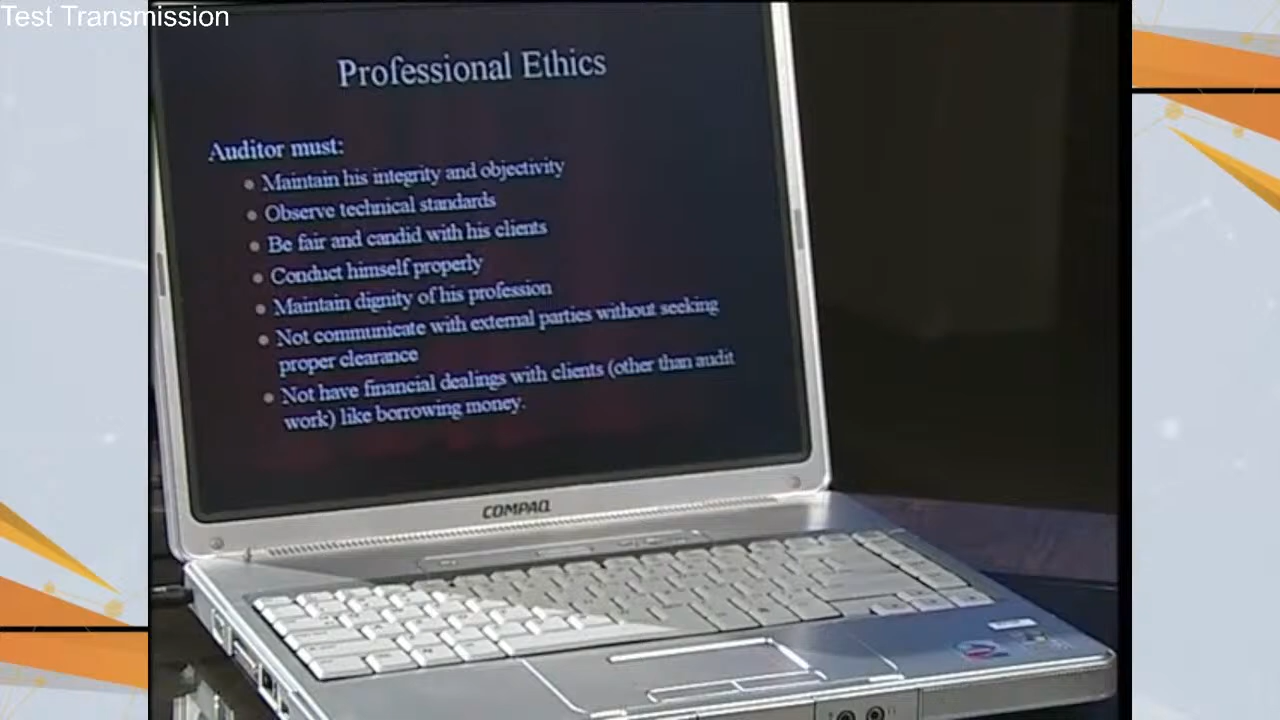 Test Transmission
Professional Ethics
Auditor must:
Maintain his integrity and objectivity
Observe technical standards
Be fair and candid with his clients
Conduct himself properly
Maintain dignity of his profession
Not communicate with external parties without seeking
proper clearance
Not have financial dealings with clients (other than audit
work) like borrowing money.
COMPAQ